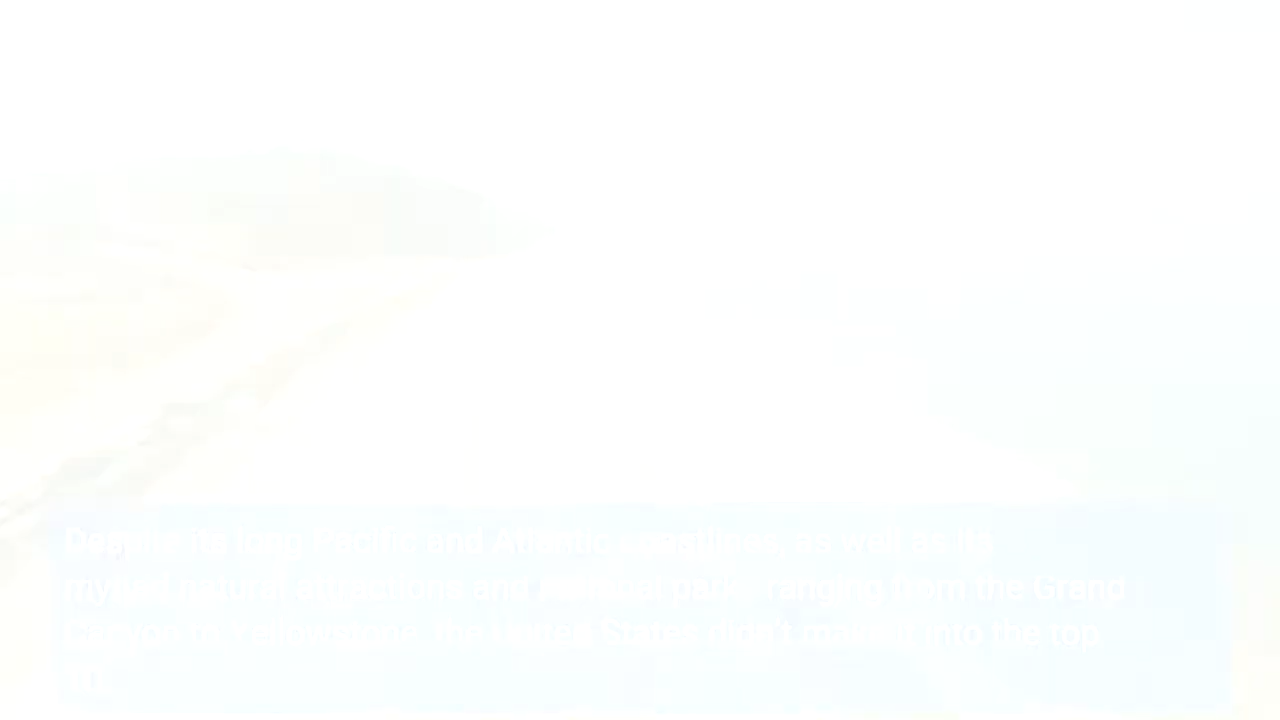 Despite its long Pacific and Atlantic coastlines, as well as its
myriad natural attractions and national parks ranging from the Grand
Canyon to Yellowstone, the United States didn't make it into the top